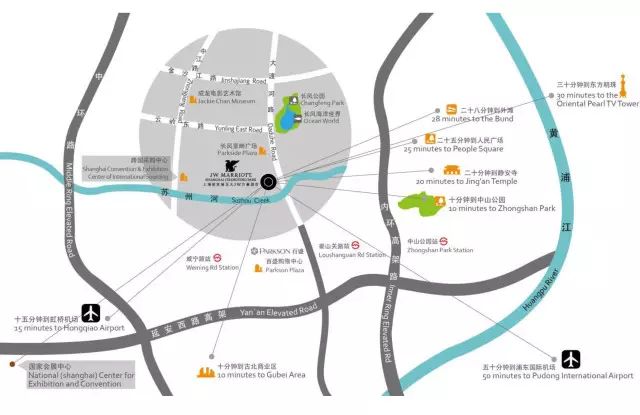 中
环
路
Middle Ring Elevated Road
中
江
路
Zhongjiang Road
金沙江路
Jinshajiang Road
大
渡
河
路
Daduhe Road
成龙电影艺术馆
Jackie Chan Museum
长风公园
Changfeng Park
长风海洋世界
Ocean World
云 岭 东 路
Yunling East Road
长风景畔广场
Parkside Plaza
跨国采购中心
Shanghai Convention & Exhibition
Center of International Sourcing
JW MARRIOTT
苏 州 河
Suzhou Creek
三十分钟到东方明珠
30 minutes to the
Oriental Pearl TV Tower
二十八分钟到外滩
28 minutes to the Bund
二十五分钟到人民广场
25 minutes to People Square
二十分钟到静安寺
20 minutes to Jing'an Temple
十分钟到中山公园
10 minutes to Zhongshan Park
黄
浦
江
Huangpu River
内
环
高
架
路
Inner Ring Elevated Road
中山公园站
Zhongshan Park Station
娄山关路站
Loushanguan Rd Station
威宁路站
Weining Rd Station
PARKSON 百盛
百盛购物中心
Parkson Plaza
十五分钟到虹桥机场
15 minutes to Hongqiao Airport
延安西路高架
Yan'an Elevated Road
国家会展中心
National (shanghai) Center for
Exhibition and Convention
十分钟到古北商业区
10 minutes to Gubei Area
五十分钟到浦东国际机场
50 minutes to Pudong International Airport